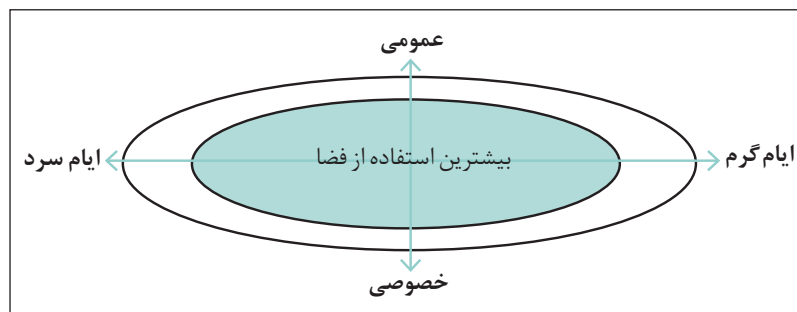 عمومی
ایام گرم
بیشترین استفاده از فضا
ایام سرد
خصوصی